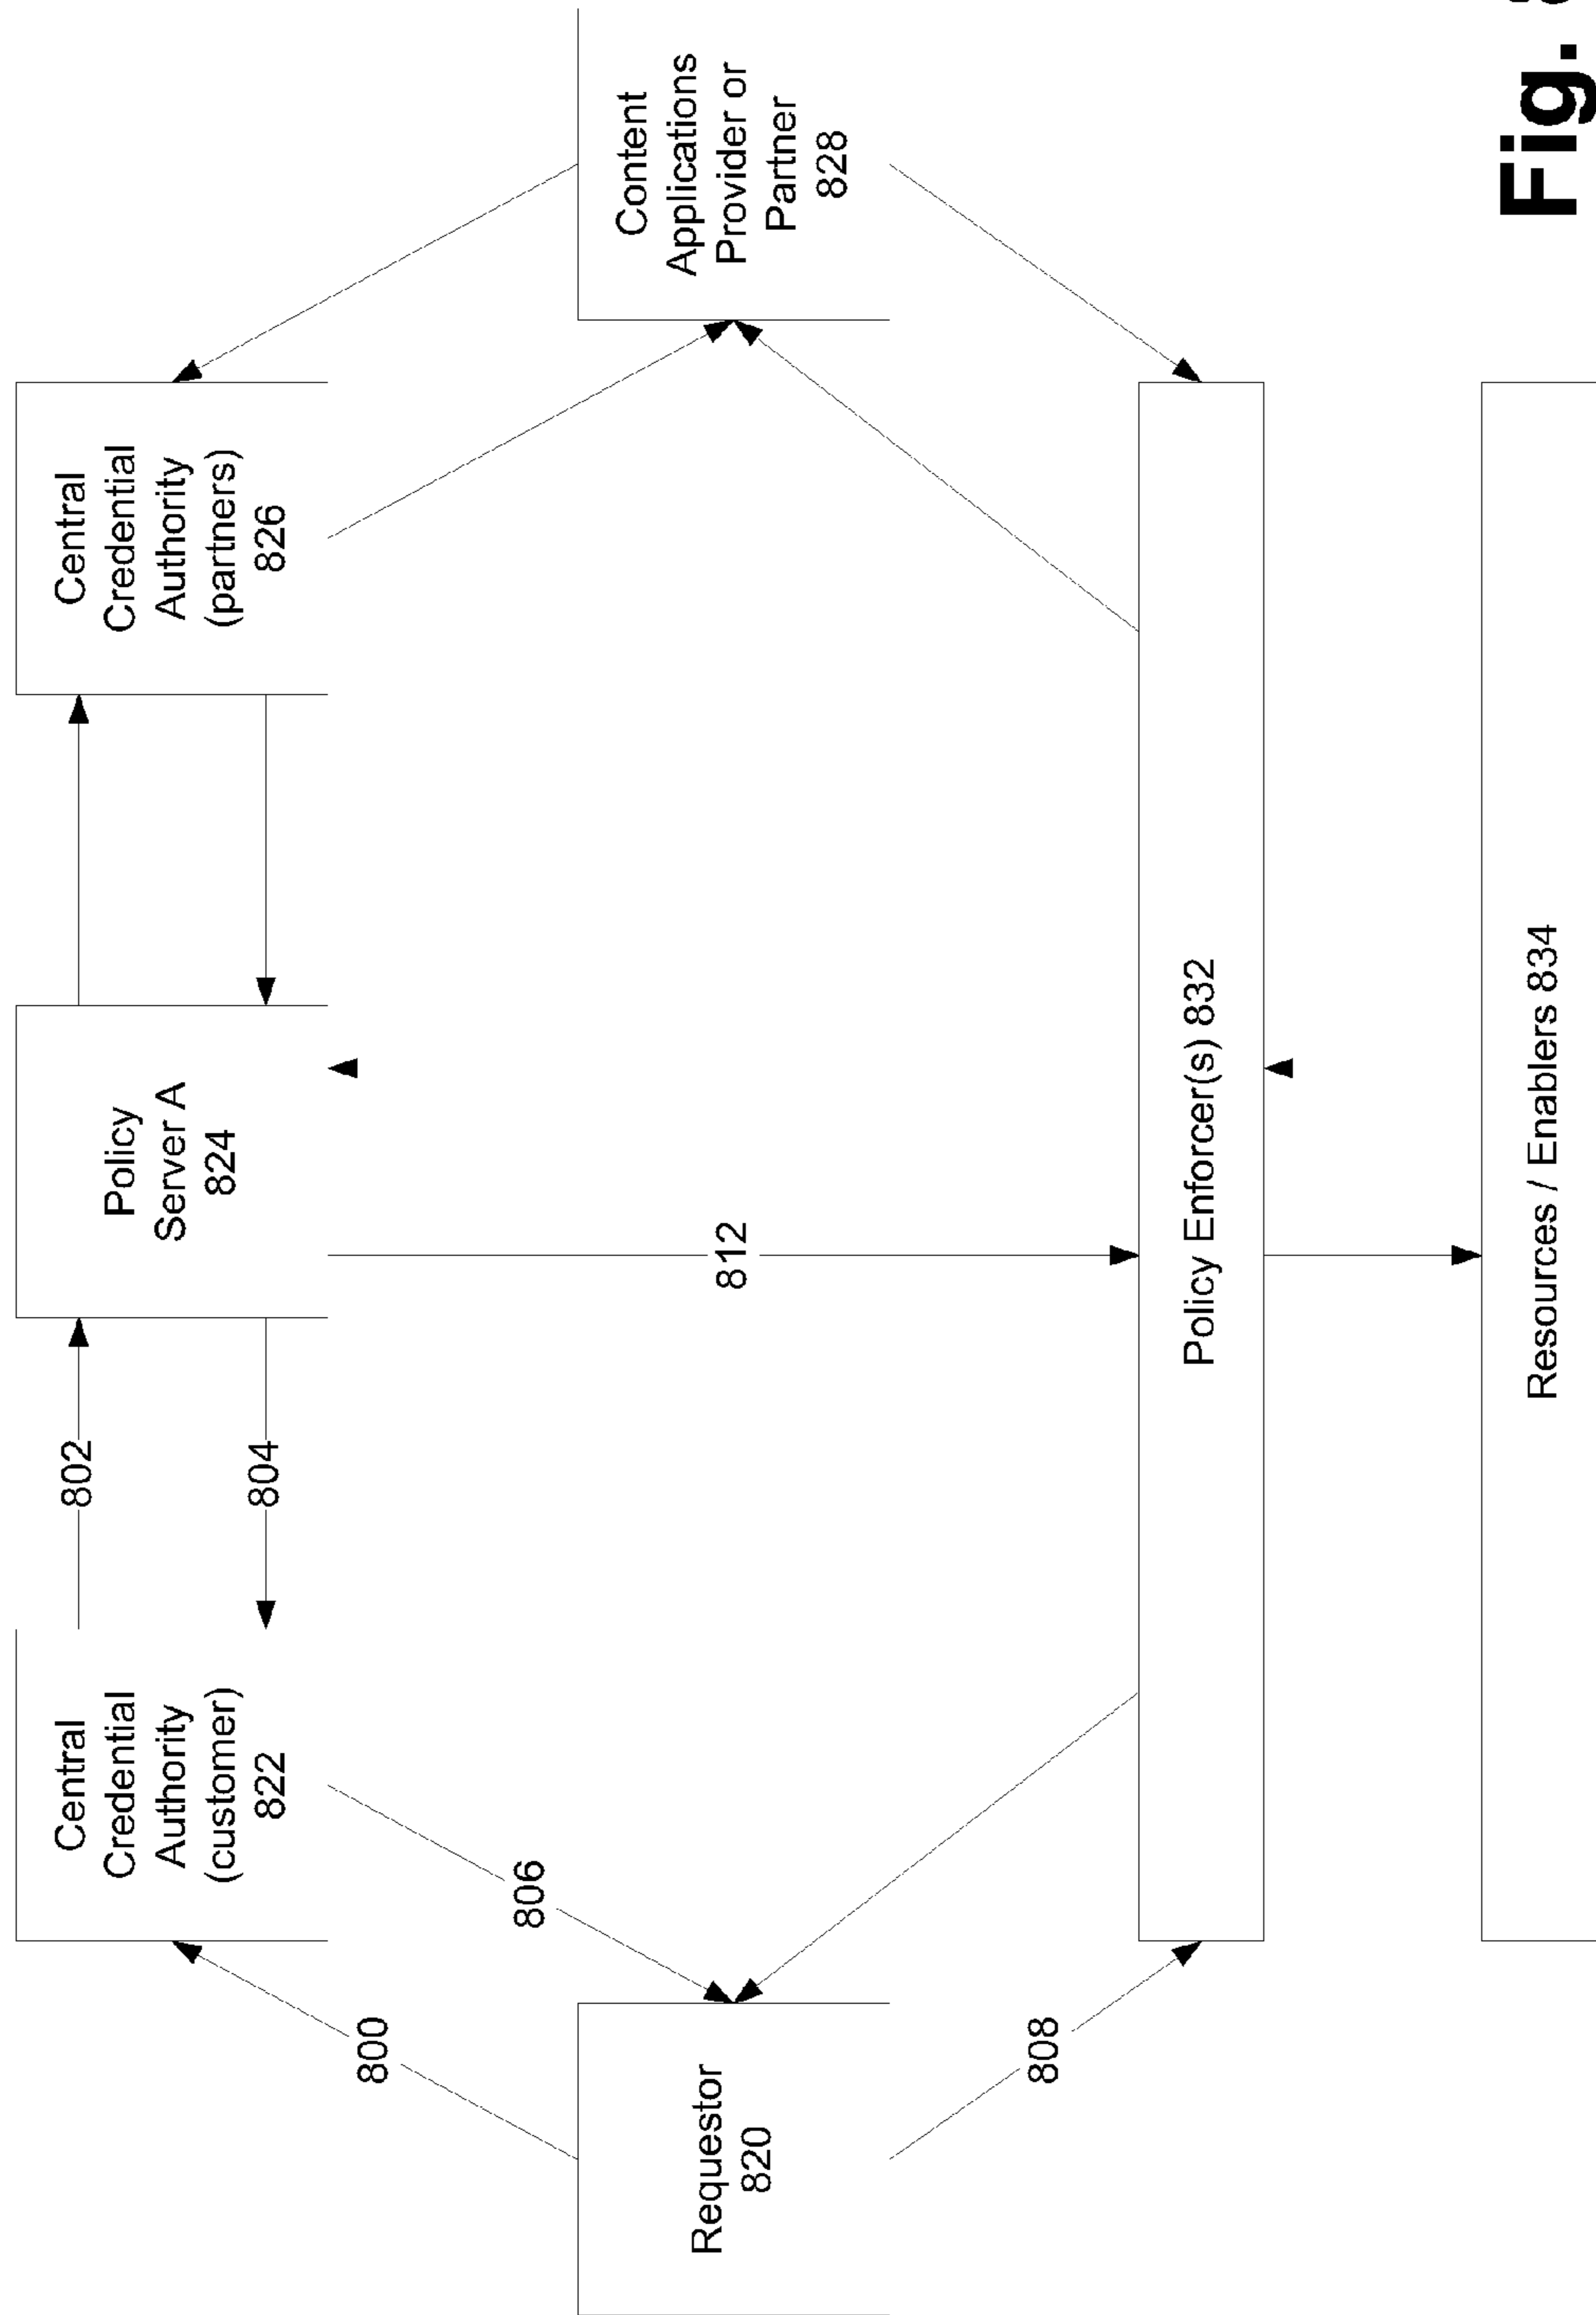 Central
Credential
Authority
(customer)
822
802
804
Policy
Server A
824
Central
Credential
Authority
(partners)
826
800
806
Requestor
820
812
Content
Applications
Provider or
Partner
828
808
Policy Enforcer(s) 832
Resources / Enablers 834
Fig.